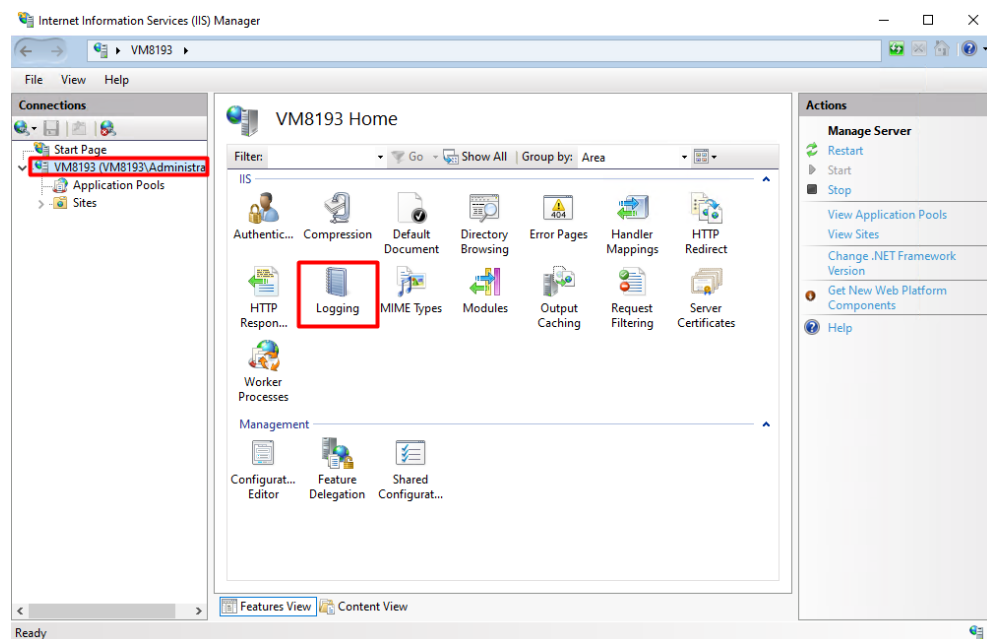 Internet Information Services (IIS) Manager
VM8193
File View Help
Connections
Start Page
VM8193 (VM8193\Administra
Application Pools
Sites
VM8193 Home
Filter: Go Show All Group by: Area
IIS
Authentic... Compression Default Document Directory Browsing Error Pages Handler Mappings HTTP Redirect
404
HTTP Respon... Logging MIME Types Modules Output Caching Request Filtering Server Certificates
Worker Processes
Management
Configurat... Editor Feature Delegation Shared Configurat...
Features View Content View
Actions
Manage Server
Restart
Start
Stop
View Application Pools
View Sites
Change .NET Framework
Version
Get New Web Platform
Components
Help
Ready